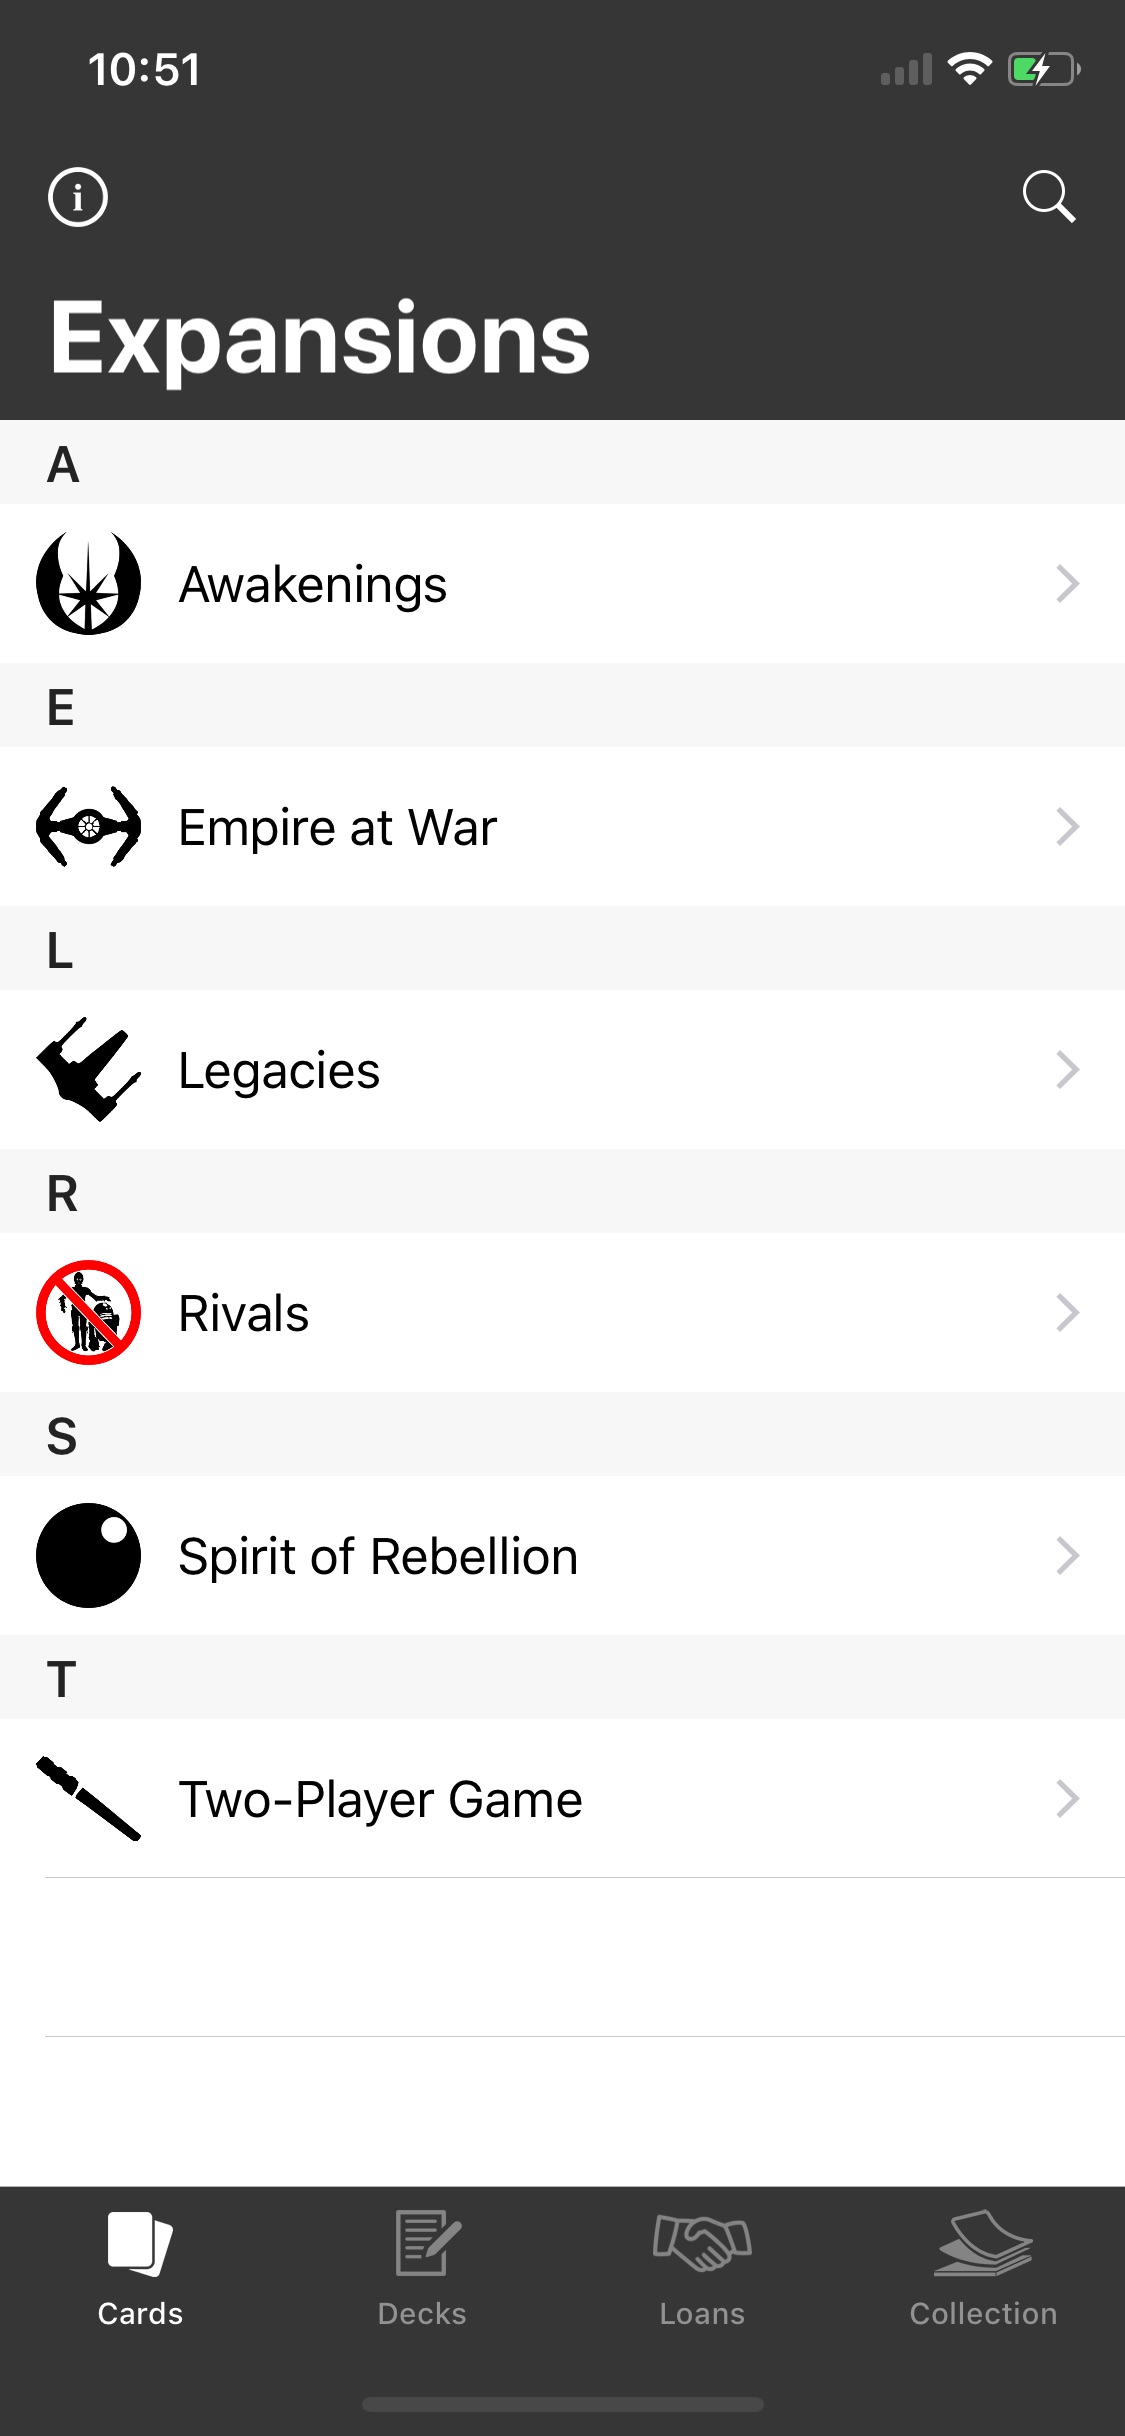 10:51
i
Expansions
A
Awakenings
E
Empire at War
L
Legacies
R
Rivals
S
Spirit of Rebellion
T
Two-Player Game
Cards
Decks
Loans
Collection